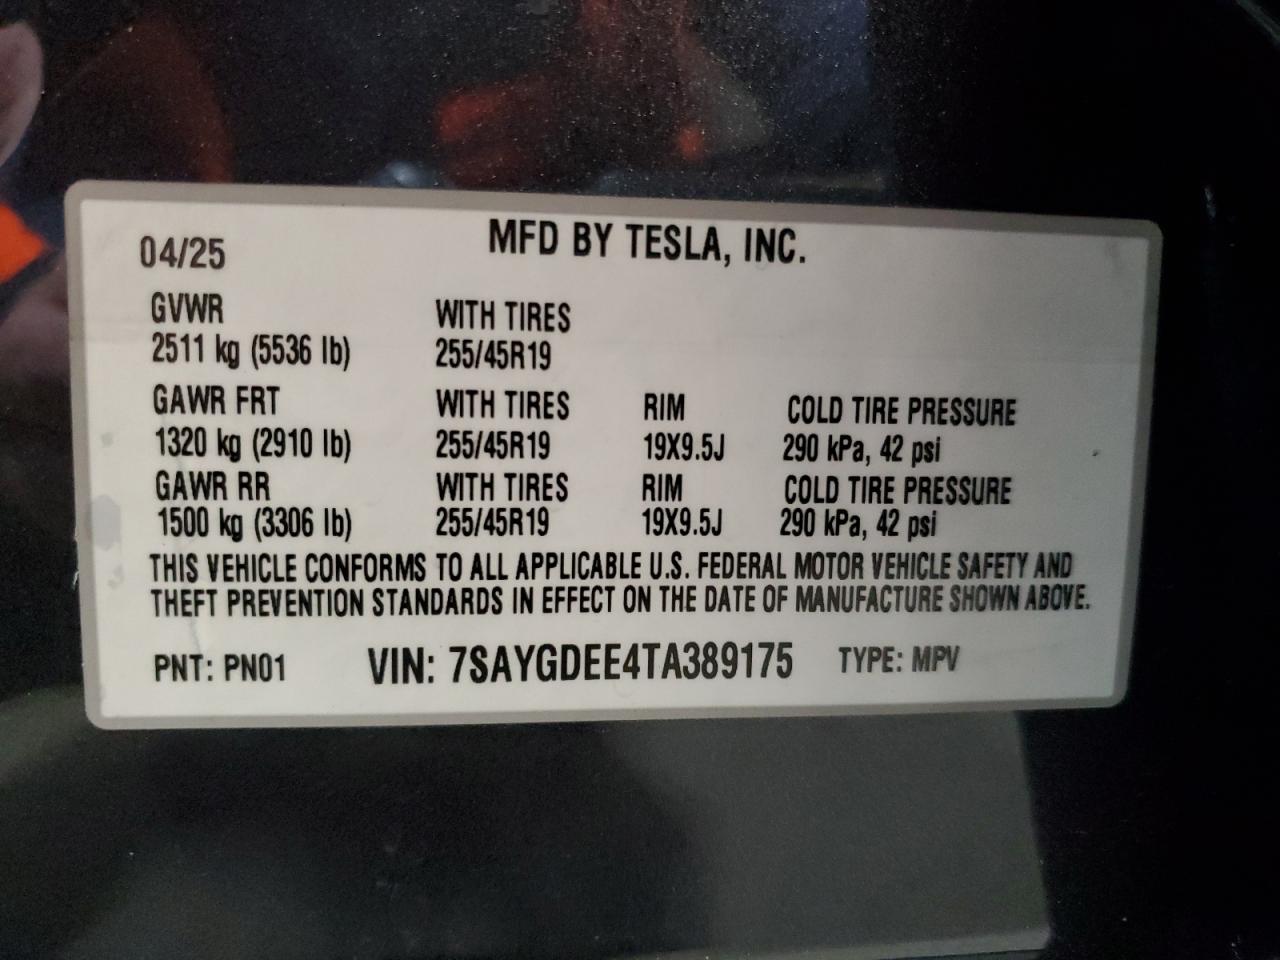 04/25 MFD BY TESLA, INC.
GVWR WITH TIRES
2511 kg (5536 lb) 255/45R19
GAWR FRT WITH TIRES RIM COLD TIRE PRESSURE
1320 kg (2910 lb) 255/45R19 19X9.5J 290 kPa, 42 psi
GAWR RR WITH TIRES RIM COLD TIRE PRESSURE
1500 kg (3306 lb) 255/45R19 19X9.5J 290 kPa, 42 psi
THIS VEHICLE CONFORMS TO ALL APPLICABLE U.S. FEDERAL MOTOR VEHICLE SAFETY AND
THEFT PREVENTION STANDARDS IN EFFECT ON THE DATE OF MANUFACTURE SHOWN ABOVE.
PNT: PN01 VIN: 7SAYGDEE4TA389175 TYPE: MPV